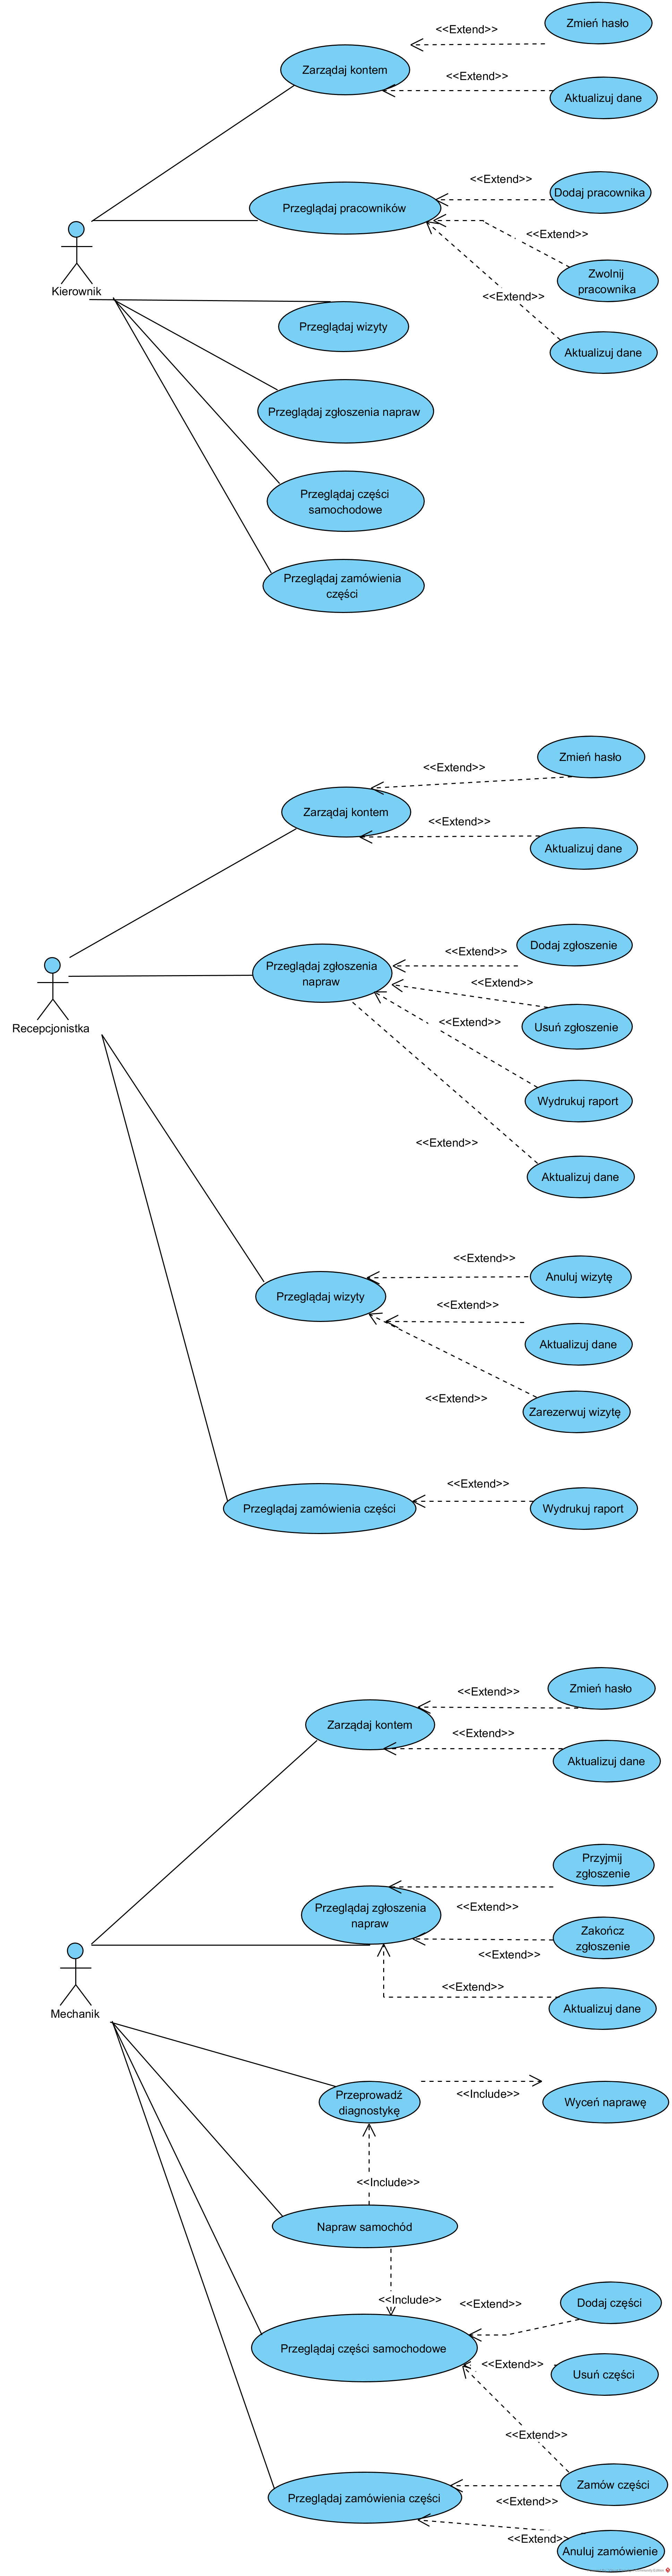 Zmień hasło
<<Extend>>
Zarządaj kontem
<<Extend>>
Aktualizuj dane
<<Extend>>
Dodaj pracownika
Przeglądaj pracowników
<<Extend>>
Zwolnij
pracownika
Kierownik
<<Extend>>
Przeglądaj wizyty
Aktualizuj dane
Przeglądaj zgłoszenia napraw
Przeglądaj części
samochodowe
Przeglądaj zamówienia
części
Zmień hasło
<<Extend>>
Zarządaj kontem
<<Extend>>
Aktualizuj dane
Dodaj zgłoszenie
<<Extend>>
Przeglądaj zgłoszenia
napraw
<<Extend>>
Recepcjonistka
<<Extend>>
Usuń zgłoszenie
Wydrukuj raport
<<Extend>>
Aktualizuj dane
<<Extend>>
Anuluj wizytę
Przeglądaj wizyty
<<Extend>>
Aktualizuj dane
<<Extend>>
Zarezerwuj wizytę
<<Extend>>
Przeglądaj zamówienia części
Wydrukuj raport
Zmień hasło
<<Extend>>
Zarządaj kontem
<<Extend>>
Aktualizuj dane
Przyjmij
zgłoszenie
<<Extend>>
Przeglądaj zgłoszenia
napraw
Zakończ
zgłoszenie
<<Extend>>
<<Extend>>
Aktualizuj dane
Mechanik
Przeprowadź
diagnostykę
<<Include>>
Wyceń naprawę
<<Include>>
Napraw samochód
<<Include>>
<<Extend>>
Dodaj części
Przeglądaj części samochodowe
<<Extend>>
Usuń części
<<Extend>>
Zamów części
Przeglądaj zamówienia części
<<Extend>>
<<Extend>>
Anuluj zamówienie